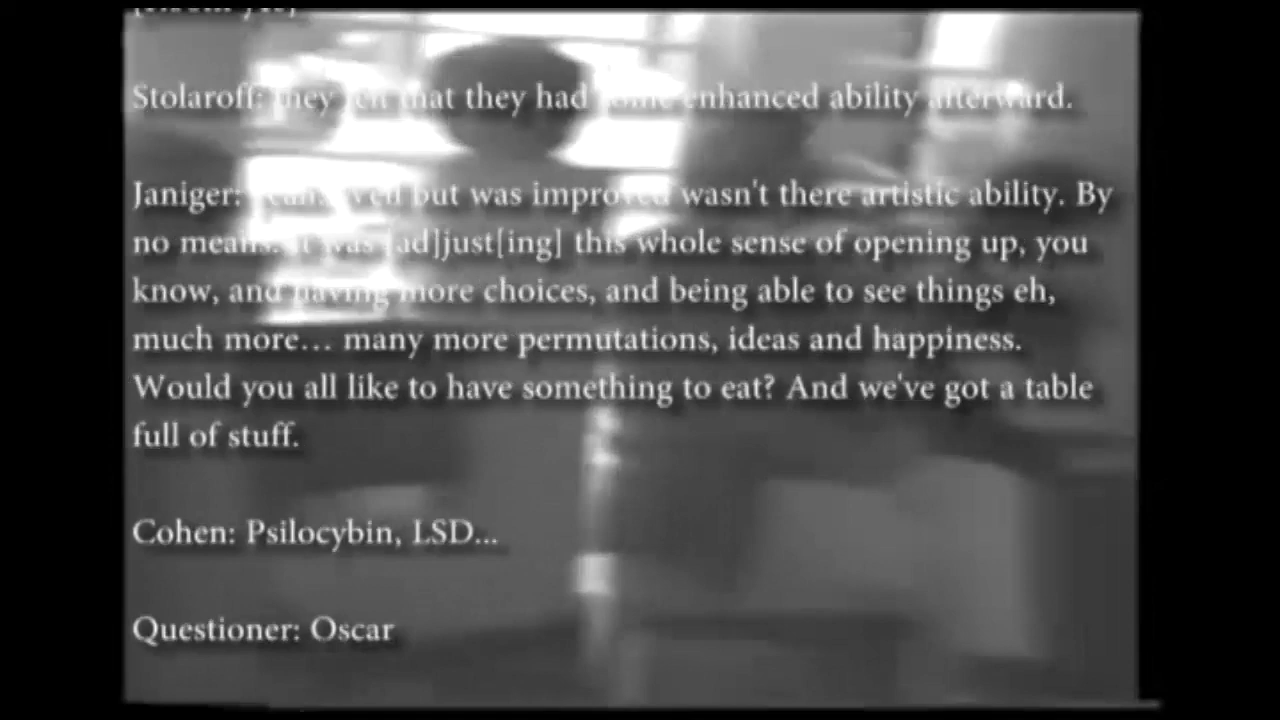 Stolaroff: they felt that they had some enhanced ability afterward.
Janiger: Yeah. Well but was improved wasn't there artistic ability. By
no means. It was [ad]just[ing] this whole sense of opening up, you
know, and having more choices, and being able to see things eh,
much more... many more permutations, ideas and happiness.
Would you all like to have something to eat? And we've got a table
full of stuff.
Cohen: Psilocybin, LSD...
Questioner: Oscar